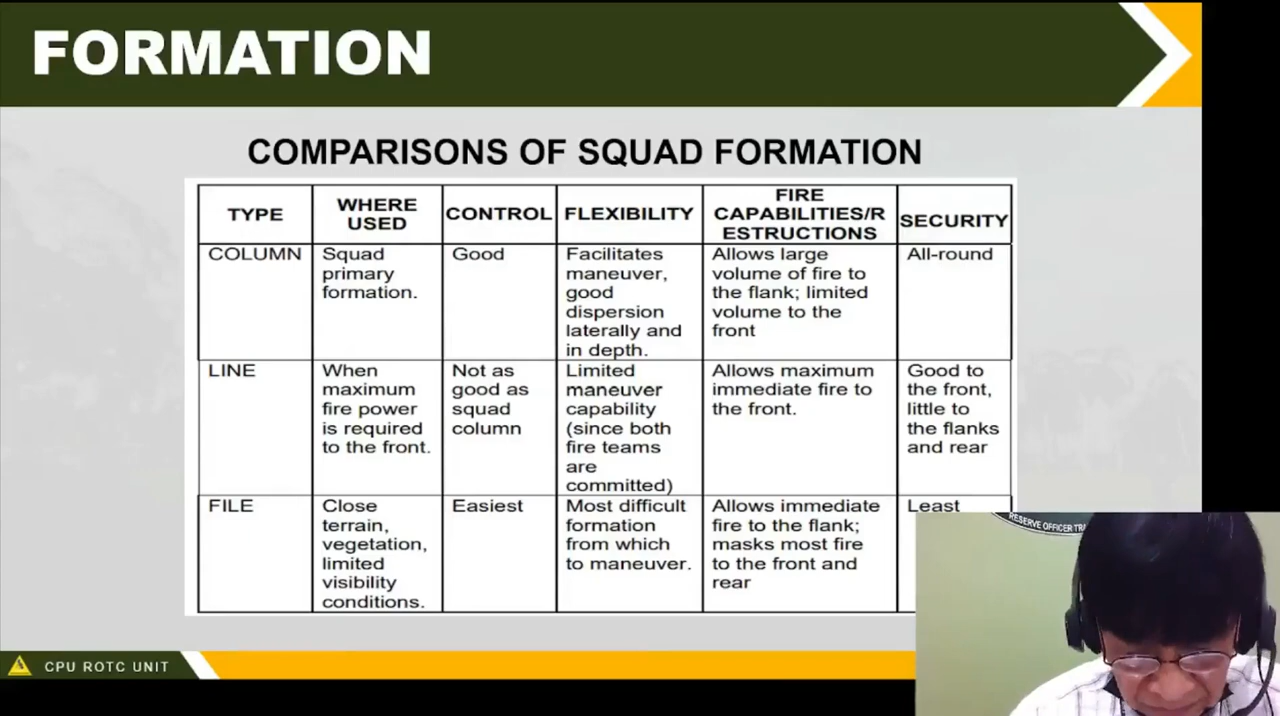 FORMATION
COMPARISONS OF SQUAD FORMATION
TYPE
WHERE
USED
CONTROL
FLEXIBILITY
FIRE
CAPABILITIES/R
ESTRUCTIONS
SECURITY
COLUMN
Squad
primary
formation.
Good
Facilitates
maneuver,
good
dispersion
laterally and
in depth.
Allows large
volume of fire to
the flank; limited
volume to the
front
All-round
LINE
When
maximum
fire power
is required
to the front.
Not as
good as
squad
column
Limited
maneuver
capability
(since both
fire teams
are
committed)
Allows maximum
immediate fire to
the front.
Good to
the front,
little to
the flanks
and rear
FILE
Close
terrain,
vegetation,
limited
visibility
conditions.
Easiest
Most difficult
formation
from which
to maneuver.
Allows immediate
fire to the flank;
masks most fire
to the front and
rear
Least
RESERVE OFFICER
CPU ROTC UNIT